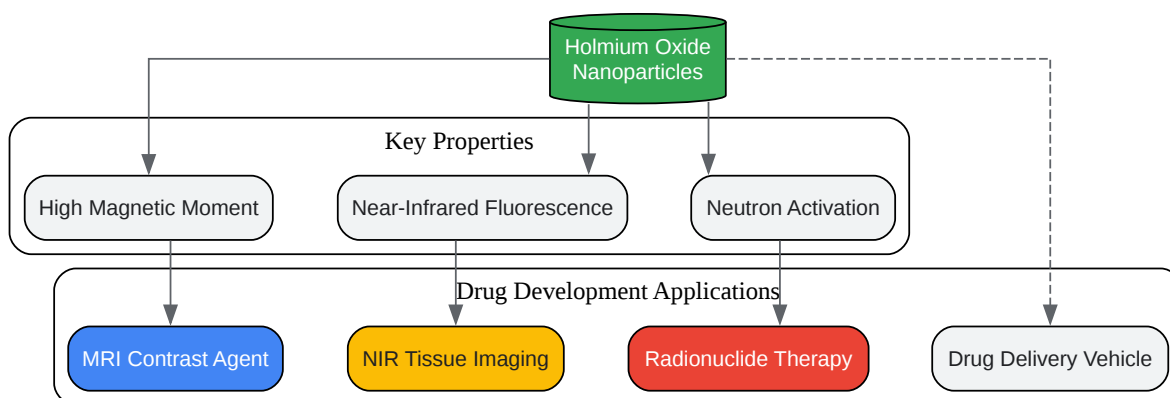 Holmium Oxide
Nanoparticles
Key Properties
High Magnetic Moment
Near-Infrared Fluorescence
Neutron Activation
Drug Development Applications
MRI Contrast Agent
NIR Tissue Imaging
Radionuclide Therapy
Drug Delivery Vehicle